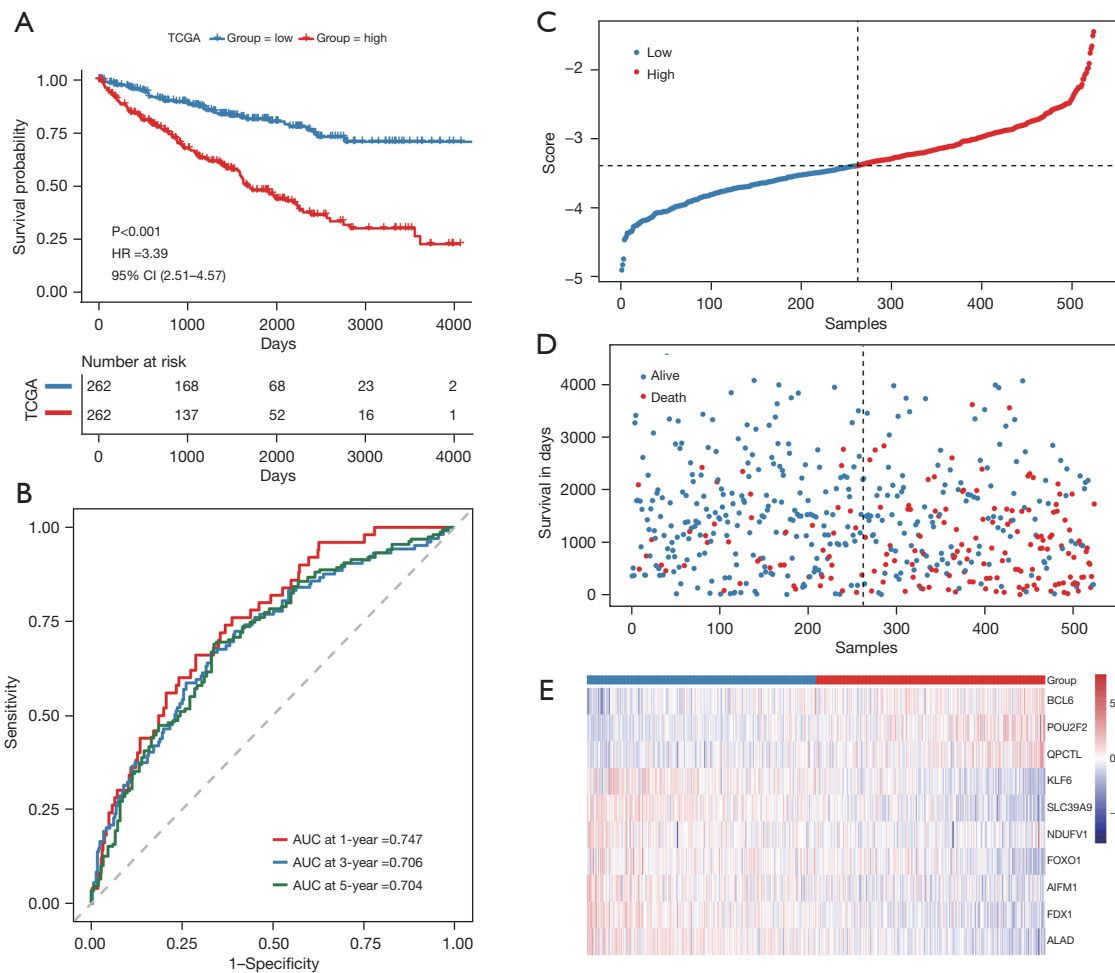 A
TCGA Group = low Group = high
1.00
0.75
0.50
0.25
0.00
Survival probability
P<0.001
HR =3.39
95% CI (2.51–4.57)
0 1000 2000 3000 4000
Days
Number at risk
TCGA
262 168 68 23 2
262 137 52 16 1
0 1000 2000 3000 4000
Days
B
1.00
0.75
0.50
0.25
0.00
Sensitivity
AUC at 1-year =0.747
AUC at 3-year =0.706
AUC at 5-year =0.704
0.00 0.25 0.50 0.75 1.00
1–Specificity
C
Low
High
–2
–3
–4
–5
Score
0 100 200 300 400 500
Samples
D
Alive
Death
4000
3000
2000
1000
0
Survival in days
0 100 200 300 400 500
Samples
E
Group
BCL6
POU2F2
QPCTL
KLF6
SLC39A9
NDUFV1
FOXO1
AIFM1
FDX1
ALAD
5
0
–